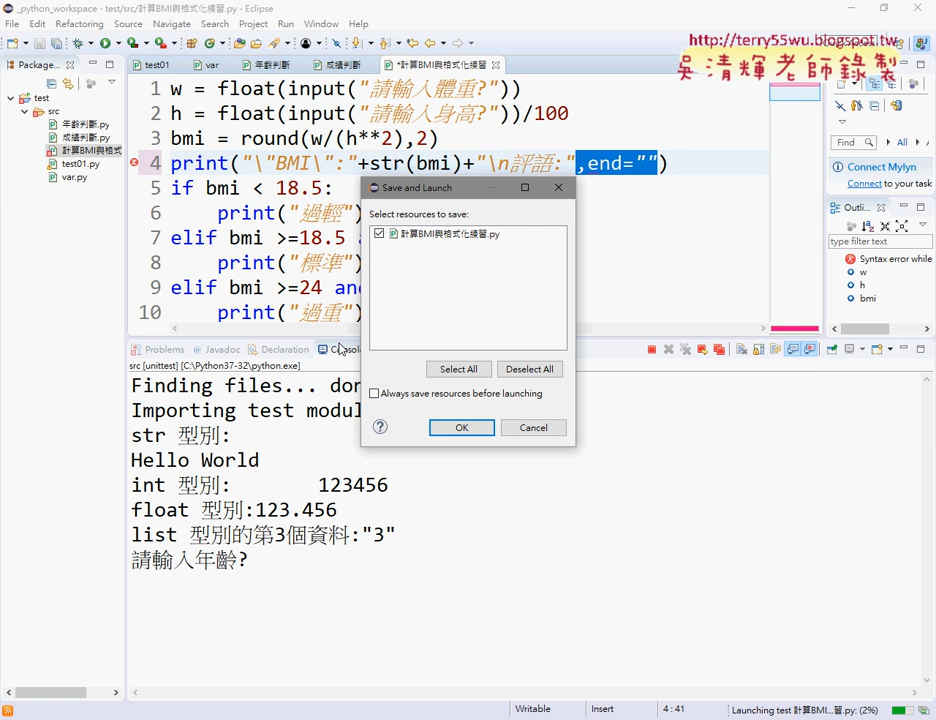 _python_workspace - test/src/計算BMI與格式化練習.py - Eclipse
File Edit Refactoring Source Navigate Search Project Run Window Help
http://terry55wu.blogspot.tw
吳清輝老師錄製
Package...
test01
var
年齡判斷
成績判斷
*計算BMI與格式化練習
test
src
年齡判斷.py
成績判斷.py
計算BMI與格式化練習
test01.py
var.py
1 w = float(input("請輸入體重?"))
2 h = float(input("請輸入身高?"))/100
3 bmi = round(w/(h**2),2)
4 print("\"BMI\":"+str(bmi)+"\n評語:",end="")
5 if bmi < 18.5:
6 print("過輕")
7 elif bmi >=18.5
8 print("標準")
9 elif bmi >=24 and
10 print("過重")
Save and Launch
Select resources to save:
計算BMI與格式化練習.py
Select All
Deselect All
Always save resources before launching
OK
Cancel
Find
All
Connect Mylyn
Connect to your task
Outli...
type filter text
Syntax error while
w
h
bmi
Problems
Javadoc
Declaration
Console
src [unittest] [C:\Python37-32\python.exe]
Finding files... don
Importing test modul
str 型別:
Hello World
int 型別: 123456
float 型別:123.456
list 型別的第3個資料:"3"
請輸入年齡?
Writable
Insert
4 : 41
Launching test 計算BMI...習.py: (2%)